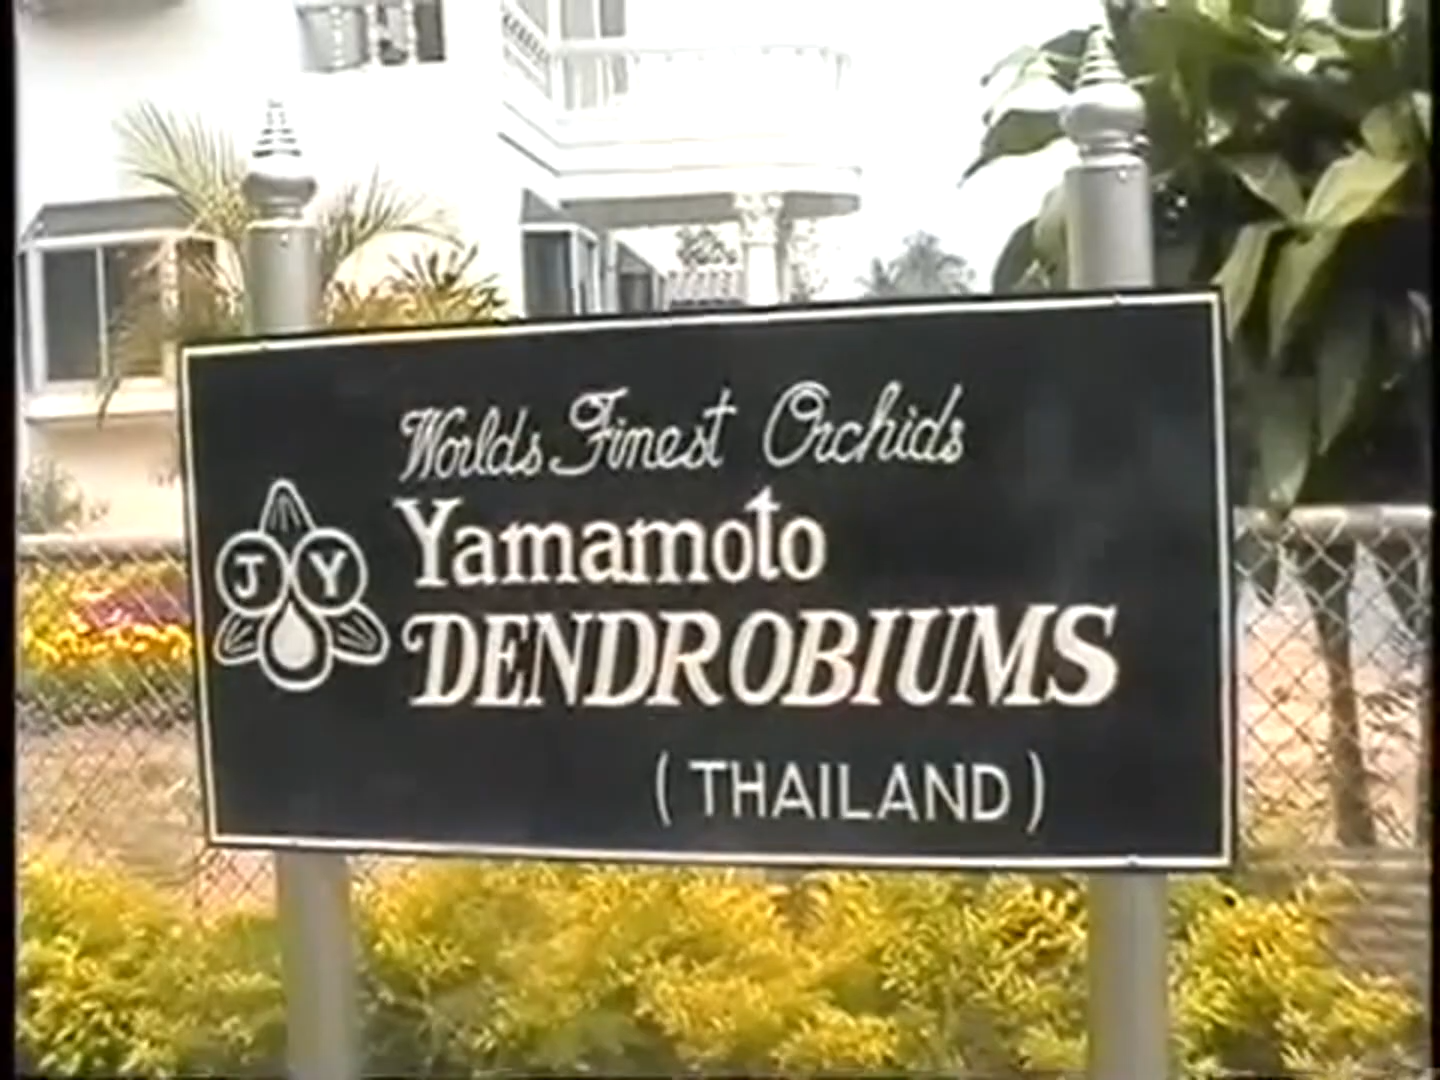 Worlds Finest Orchids
J Y
Yamamoto
DENDROBIUMS
(THAILAND)